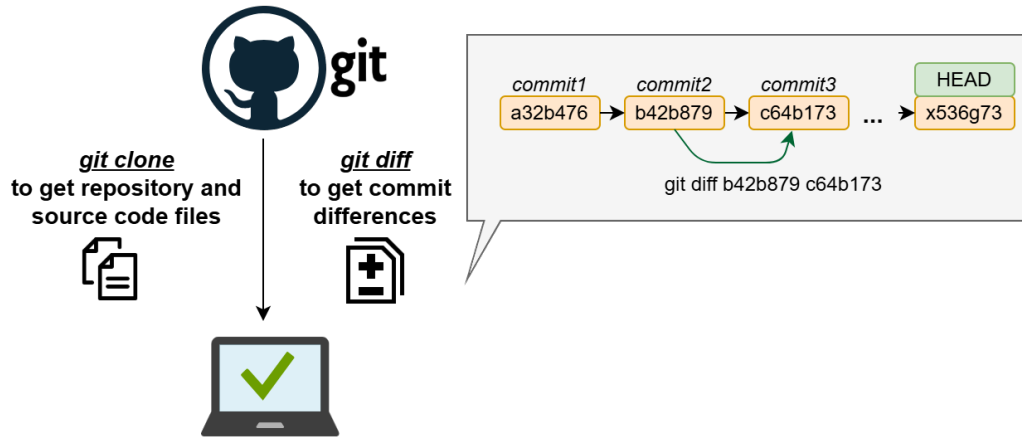 git
git clone
to get repository and
source code files
git diff
to get commit
differences
commit1
commit2
commit3
HEAD
a32b476
b42b879
c64b173
...
x536g73
git diff b42b879 c64b173